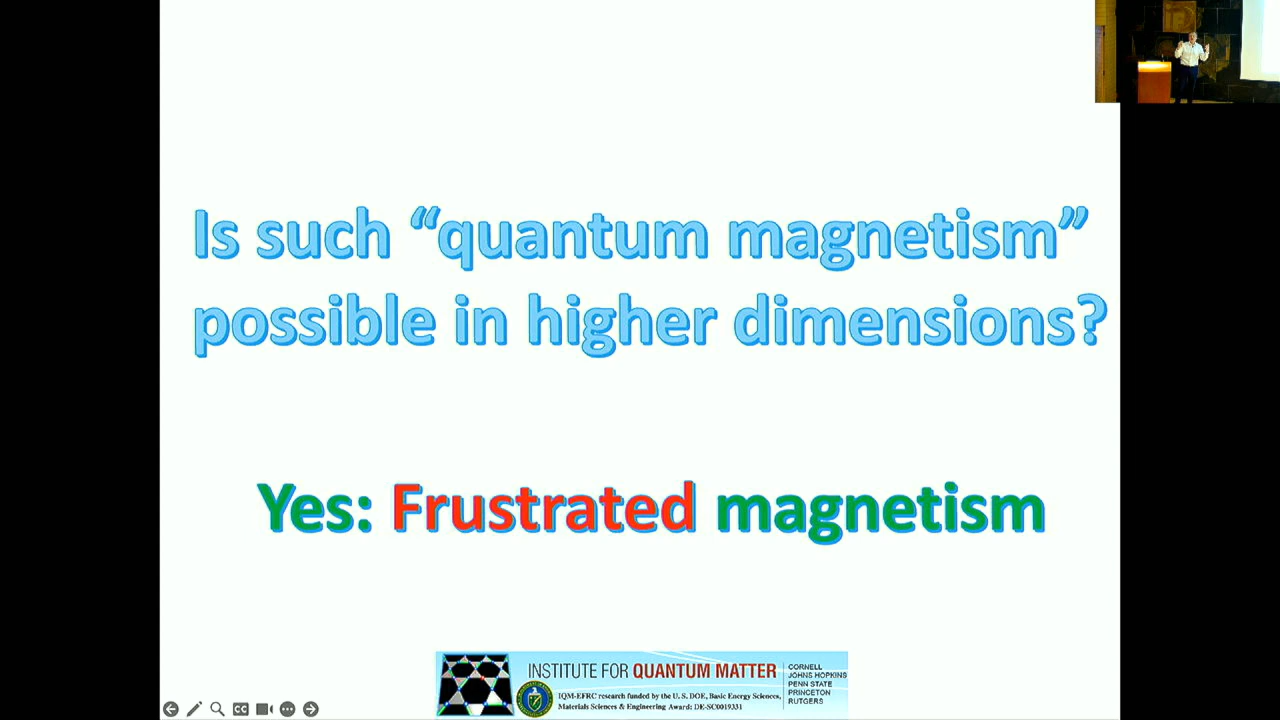 Is such “quantum magnetism”
possible in higher dimensions?
Yes: Frustrated magnetism
INSTITUTE FOR QUANTUM MATTER
IQM-EFRC research funded by the U. S. DOE, Basic Energy Sciences,
Materials Sciences & Engineering Award: DE-SC0019331
CORNELL
JOHNS HOPKINS
PENN STATE
PRINCETON
RUTGERS
CC